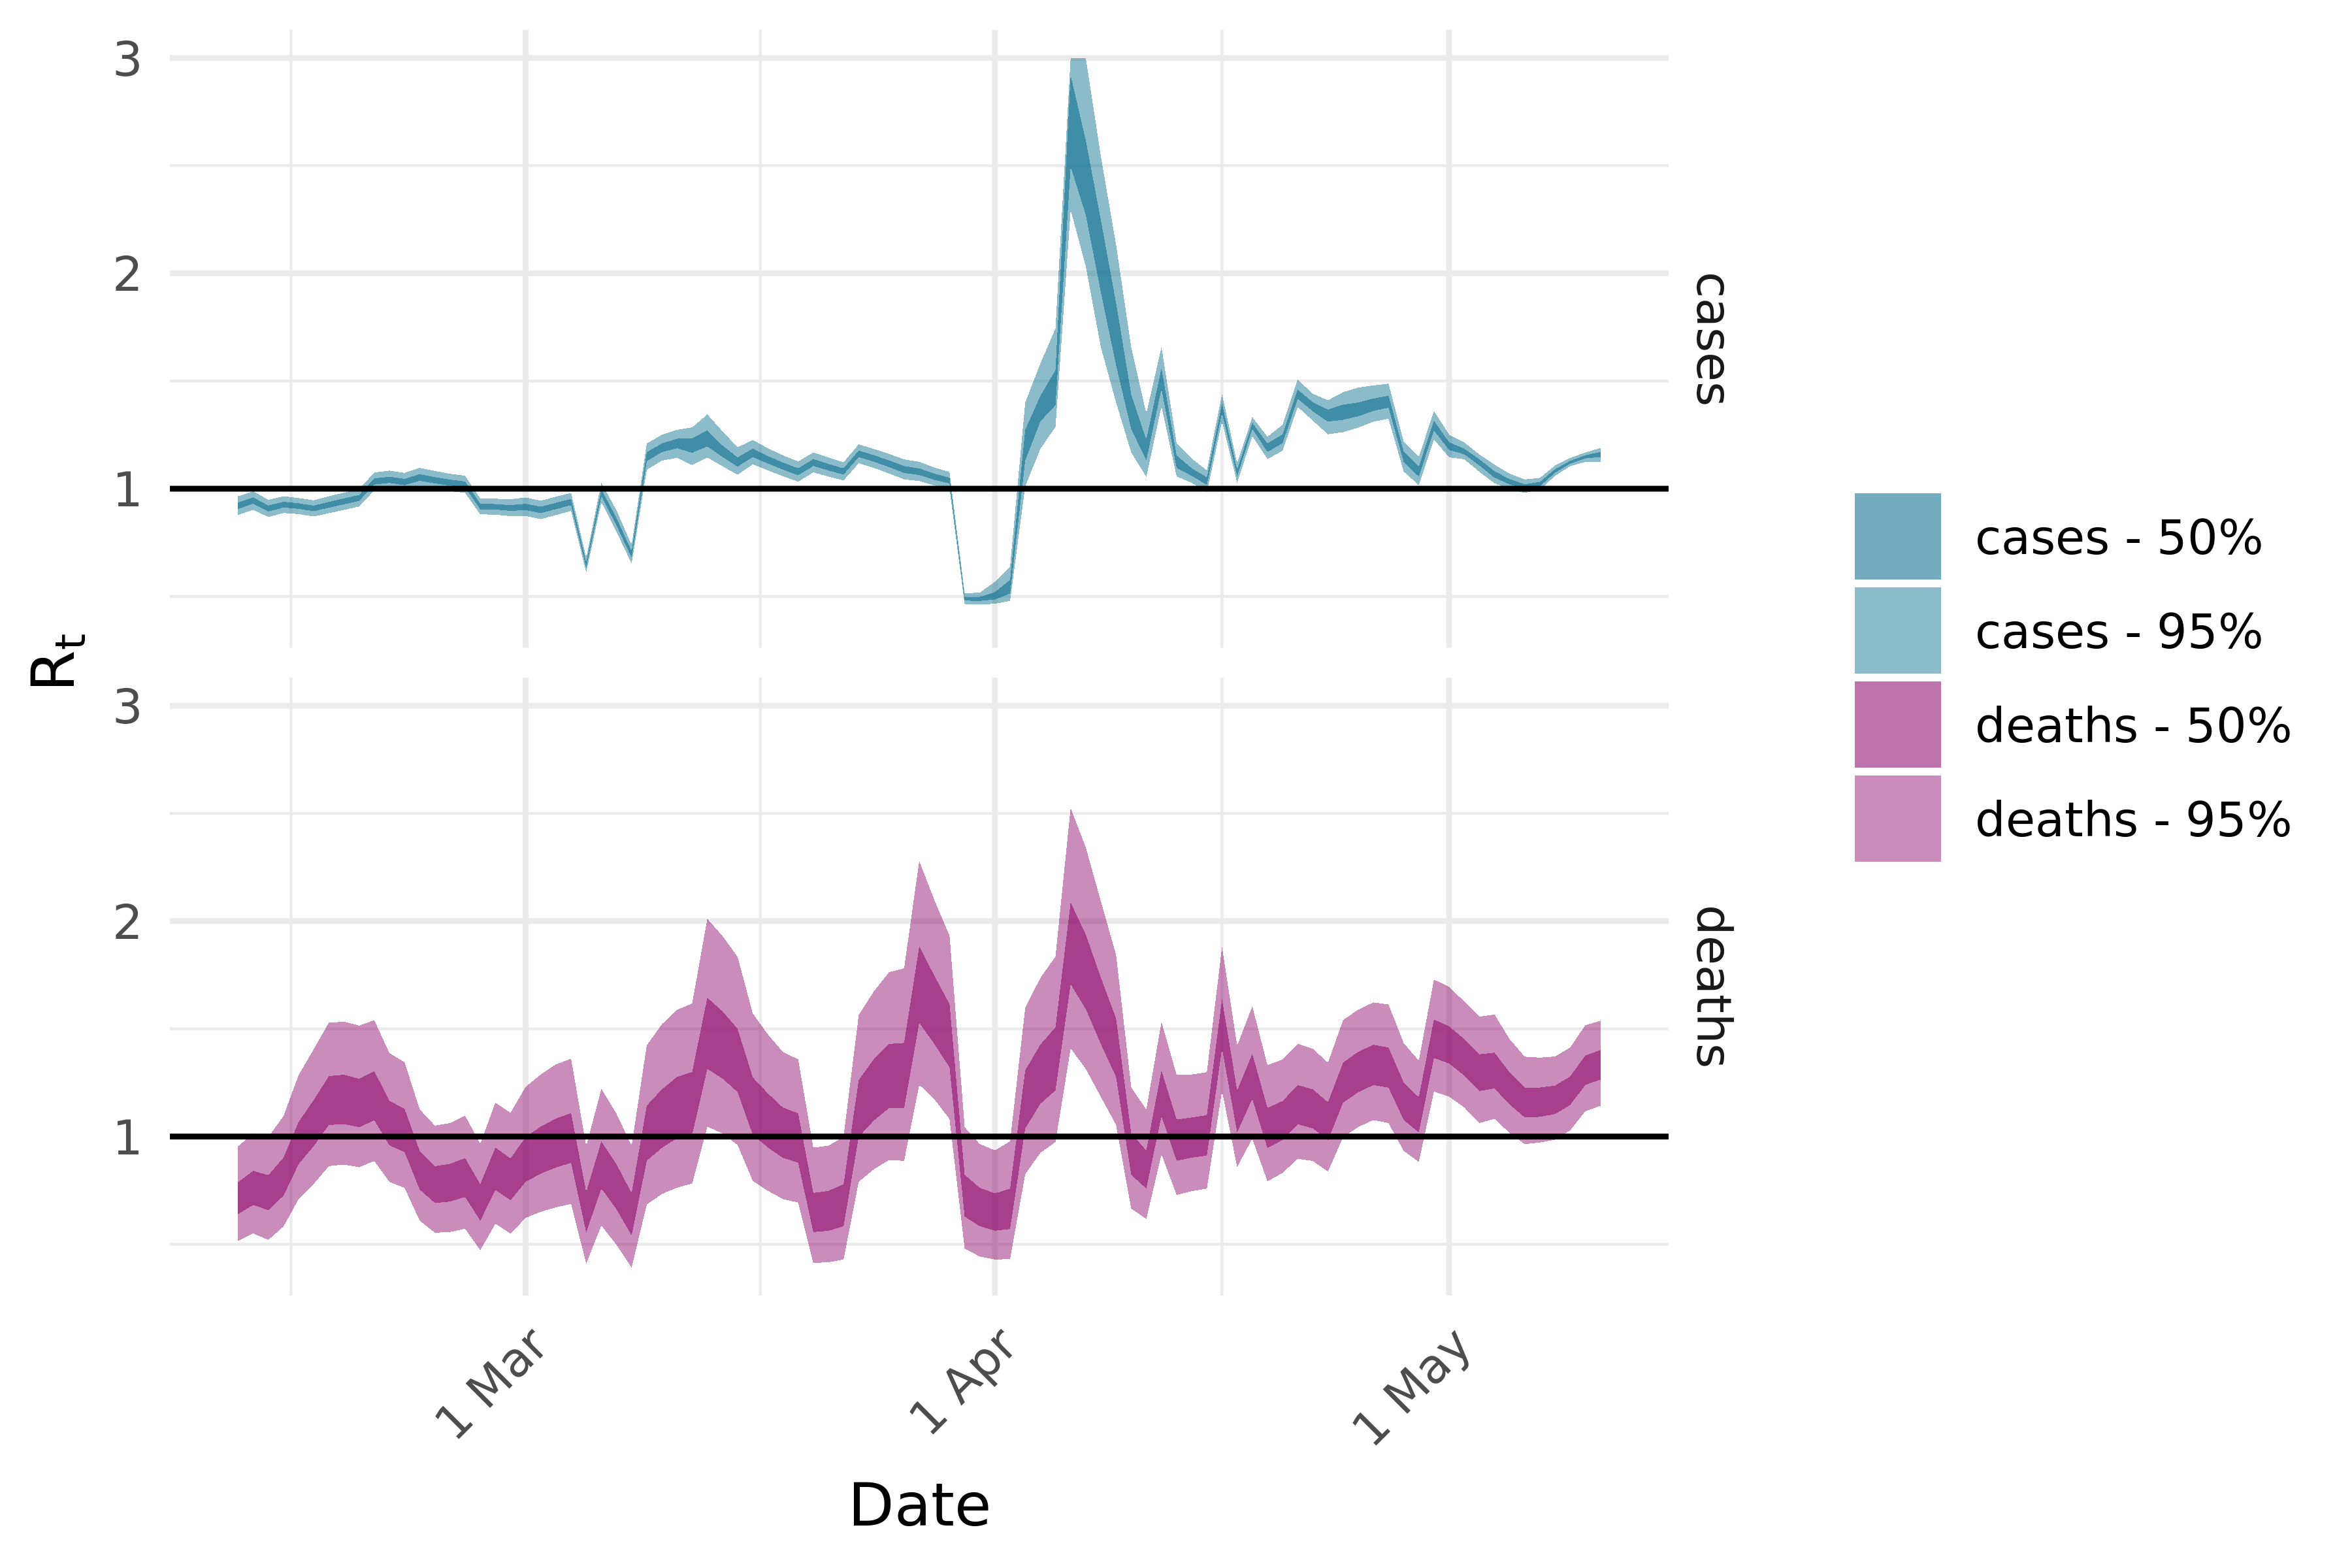 3
2
1
cases
3
2
1
deaths
R_t
1 Mar
1 Apr
1 May
Date
cases - 50%
cases - 95%
deaths - 50%
deaths - 95%